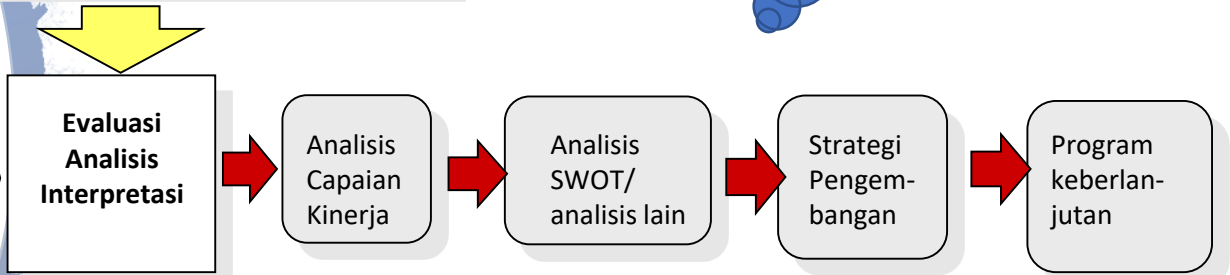 Evaluasi
Analisis
Interpretasi
Analisis
Capaian
Kinerja
Analisis
SWOT/
analisis lain
Strategi
Pengem-
bangan
Program
keberlan-
jutan